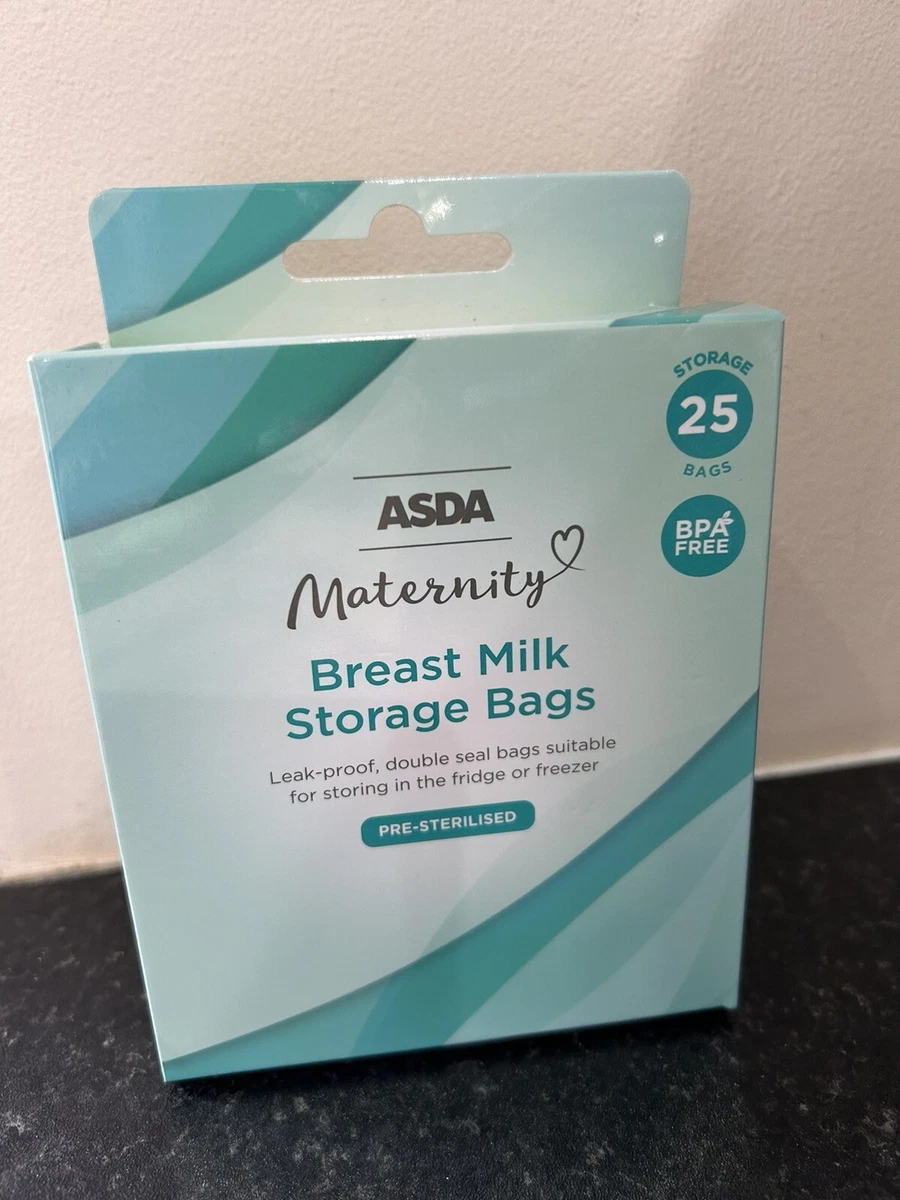 STORAGE
25
BAGS
BPA
FREE
ASDA
Maternity
Breast Milk
Storage Bags
Leak-proof, double seal bags suitable
for storing in the fridge or freezer
PRE-STERILISED